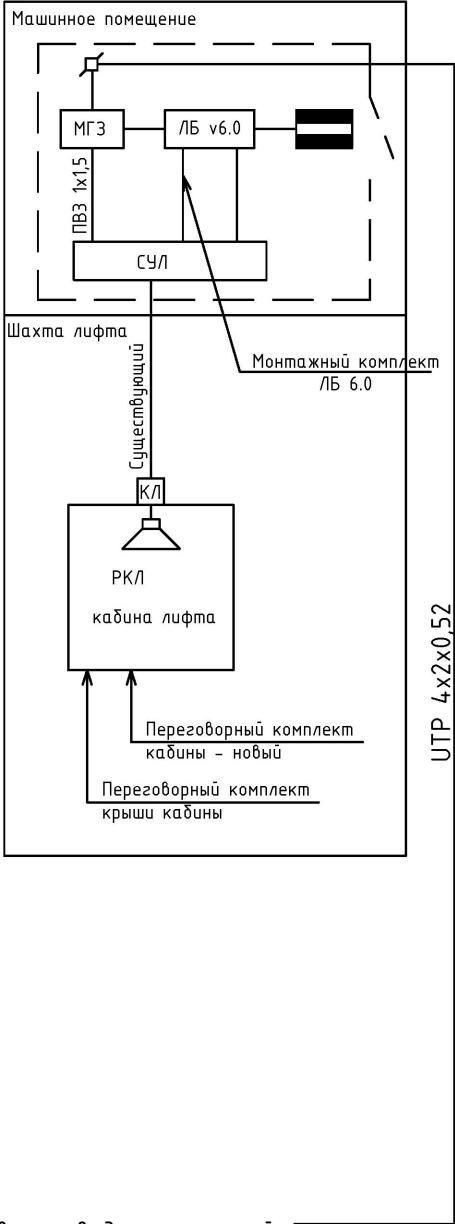 Машинное помещение
МГЗ
ЛБ v6.0
ПВЗ 1х1,5
СУЛ
Шахта лифта
Монтажный комплект
ЛБ 6.0
Существующий
КЛ
РКЛ
кабина лифта
UTP 4x2x0,52
Переговорный комплект
кабины - новый
Переговорный комплект
крыши кабины